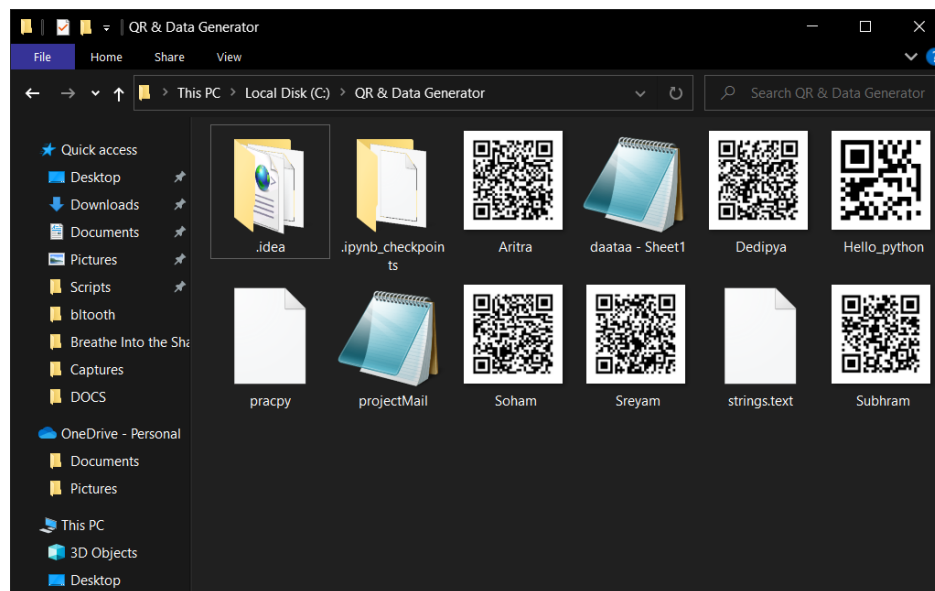 QR & Data Generator
File Home Share View
This PC > Local Disk (C:) > QR & Data Generator
Search QR & Data Generator
Quick access
Desktop
Downloads
Documents
Pictures
Scripts
bltooth
Breathe Into the Sha
Captures
DOCS
OneDrive - Personal
Documents
Pictures
This PC
3D Objects
Desktop
.idea
.ipynb_checkpoin
ts
Aritra
daataa - Sheet1
Dedipya
Hello_python
pracpy
projectMail
Soham
Sreyam
strings.text
Subhram